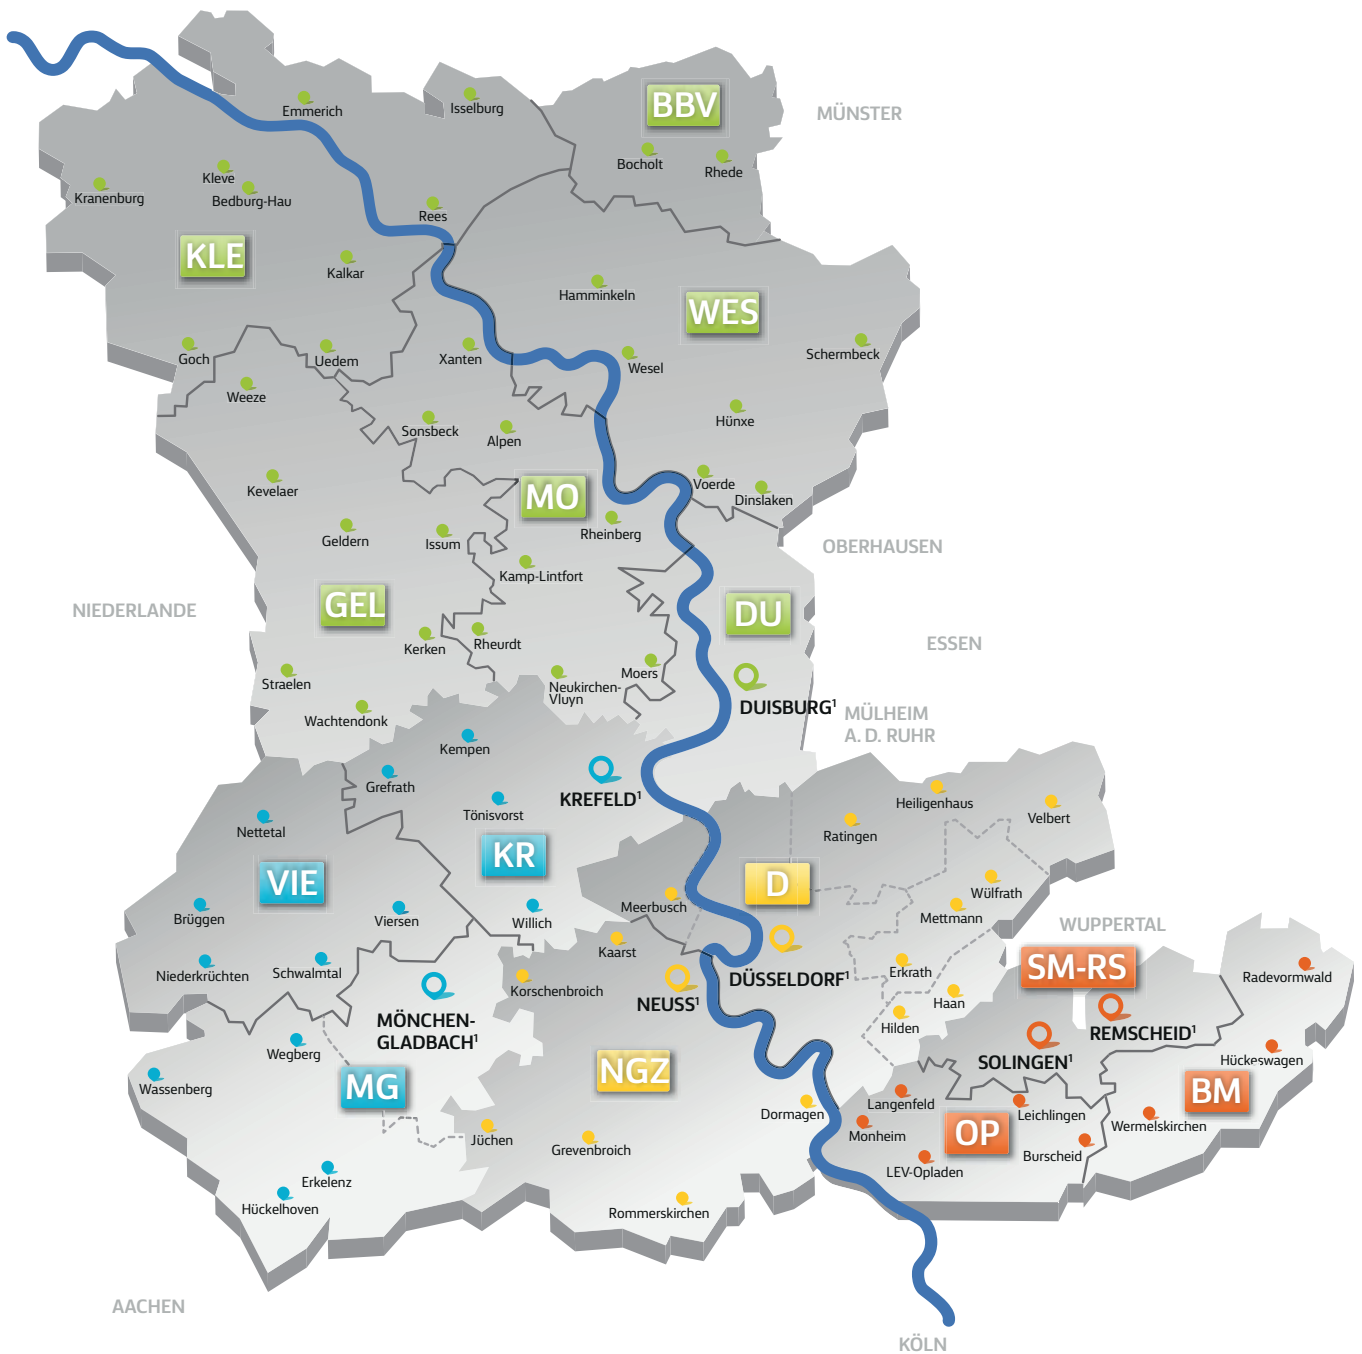 Emmerich
Isselburg
BBV
MÜNSTER
Bocholt
Rhede
Kleve
Kranenburg
Bedburg-Hau
Rees
KLE
Kalkar
Hamminkeln
WES
Goch
Uedem
Xanten
Wesel
Schermbeck
Weeze
Sonsbeck
Alpen
Hünxe
Kevelaer
MO
Voerde
Dinslaken
Geldern
Issum
Rheinberg
OBERHAUSEN
Kamp-Lintfort
NIEDERLANDE
GEL
DU
Kerken
Rheurdt
ESSEN
Straelen
Moers
Neukirchen-
Vluyn
Wachtendonk
DUISBURG¹
MÜLHEIM
A. D. RUHR
Kempen
Grefrath
KREFELD¹
Heiligenhaus
Tönisvorst
Velbert
Nettetal
Ratingen
KR
VIE
D
Wülfrath
Brüggen
Viersen
Willich
Meerbusch
Mettmann
WUPPERTAL
Kaarst
Niederkrüchten
Schwalmtal
Erkrath
SM-RS
Radevormwald
Korschenbroich
DÜSSELDORF¹
NEUSS¹
Haan
MÖNCHEN-
GLADBACH¹
Hilden
REMSCHEID¹
Wegberg
SOLINGEN¹
Hückeswagen
NGZ
Wassenberg
MG
BM
Dormagen
Langenfeld
Leichlingen
Wermelskirchen
Jüchen
Monheim
OP
Grevenbroich
Burscheid
LEV-Opladen
Erkelenz
Hückelhoven
Rommerskirchen
AACHEN
KÖLN